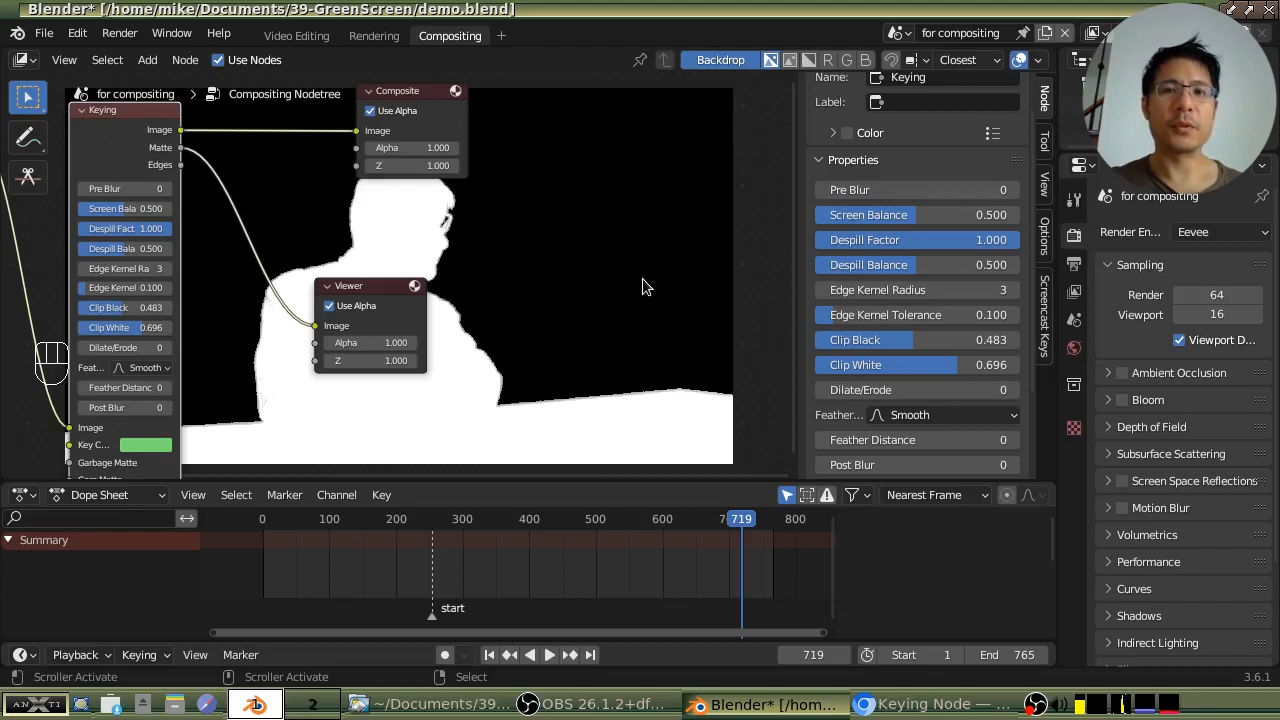 Blender* [/home/mike/Documents/39-GreenScreen/demo.blend]
File Edit Render Window Help Video Editing Rendering Compositing + for compositing
View Select Add Node Use Nodes Backdrop R G B Closest
for compositing > Compositing Nodetree
Keying
Image
Matte
Edges
Pre Blur 0
Screen Bala 0.500
Despill Fact 1.000
Despill Bala 0.500
Edge Kernel Ra 3
Edge Kernel 0.100
Clip Black 0.483
Clip White 0.696
Dilate/Erode 0
Feat... Smooth
Feather Distanc 0
Post Blur 0
Image
Key C...
Garbage Matte
Composite
Use Alpha
Image
Alpha 1.000
Z 1.000
Viewer
Use Alpha
Image
Alpha 1.000
Z 1.000
Name: Keying
Label:
Color
Properties
Pre Blur 0
Screen Balance 0.500
Despill Factor 1.000
Despill Balance 0.500
Edge Kernel Radius 3
Edge Kernel Tolerance 0.100
Clip Black 0.483
Clip White 0.696
Dilate/Erode 0
Feather... Smooth
Feather Distance 0
Post Blur 0
Node
Tool
View
Options
Screencast Keys
for compositing
Render En... Eevee
Sampling
Render 64
Viewport 16
Viewport D...
Ambient Occlusion
Bloom
Depth of Field
Subsurface Scattering
Screen Space Reflections
Motion Blur
Volumetrics
Performance
Curves
Shadows
Indirect Lighting
Dope Sheet View Select Marker Channel Key Nearest Frame
0 100 200 300 400 500 600 719 800
Summary
start
Playback Keying View Marker 719 Start 1 End 765
Scroller Activate Scroller Activate Select 3.6.1
2 ~/Documents/39... OBS 26.1.2+df... Blender* [/hom... Keying Node — ...